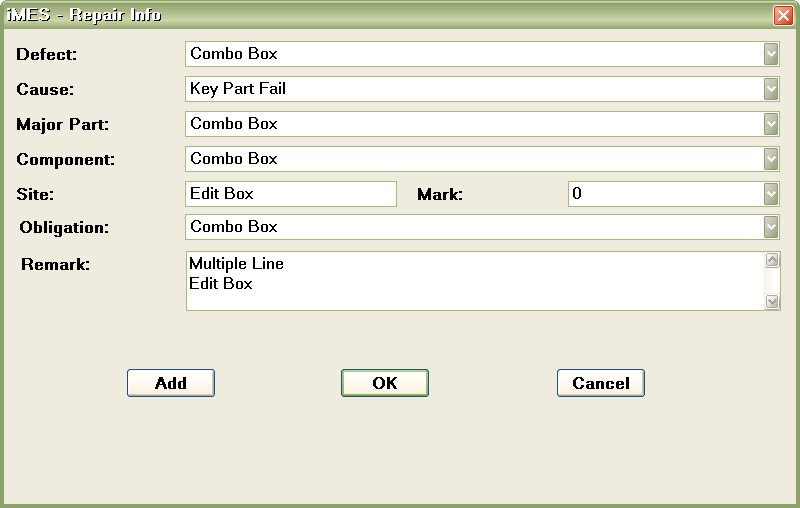 iMES - Repair Info
Defect: Combo Box
Cause: Key Part Fail
Major Part: Combo Box
Component: Combo Box
Site: Edit Box Mark: 0
Obligation: Combo Box
Remark: Multiple Line
Edit Box
Add OK Cancel